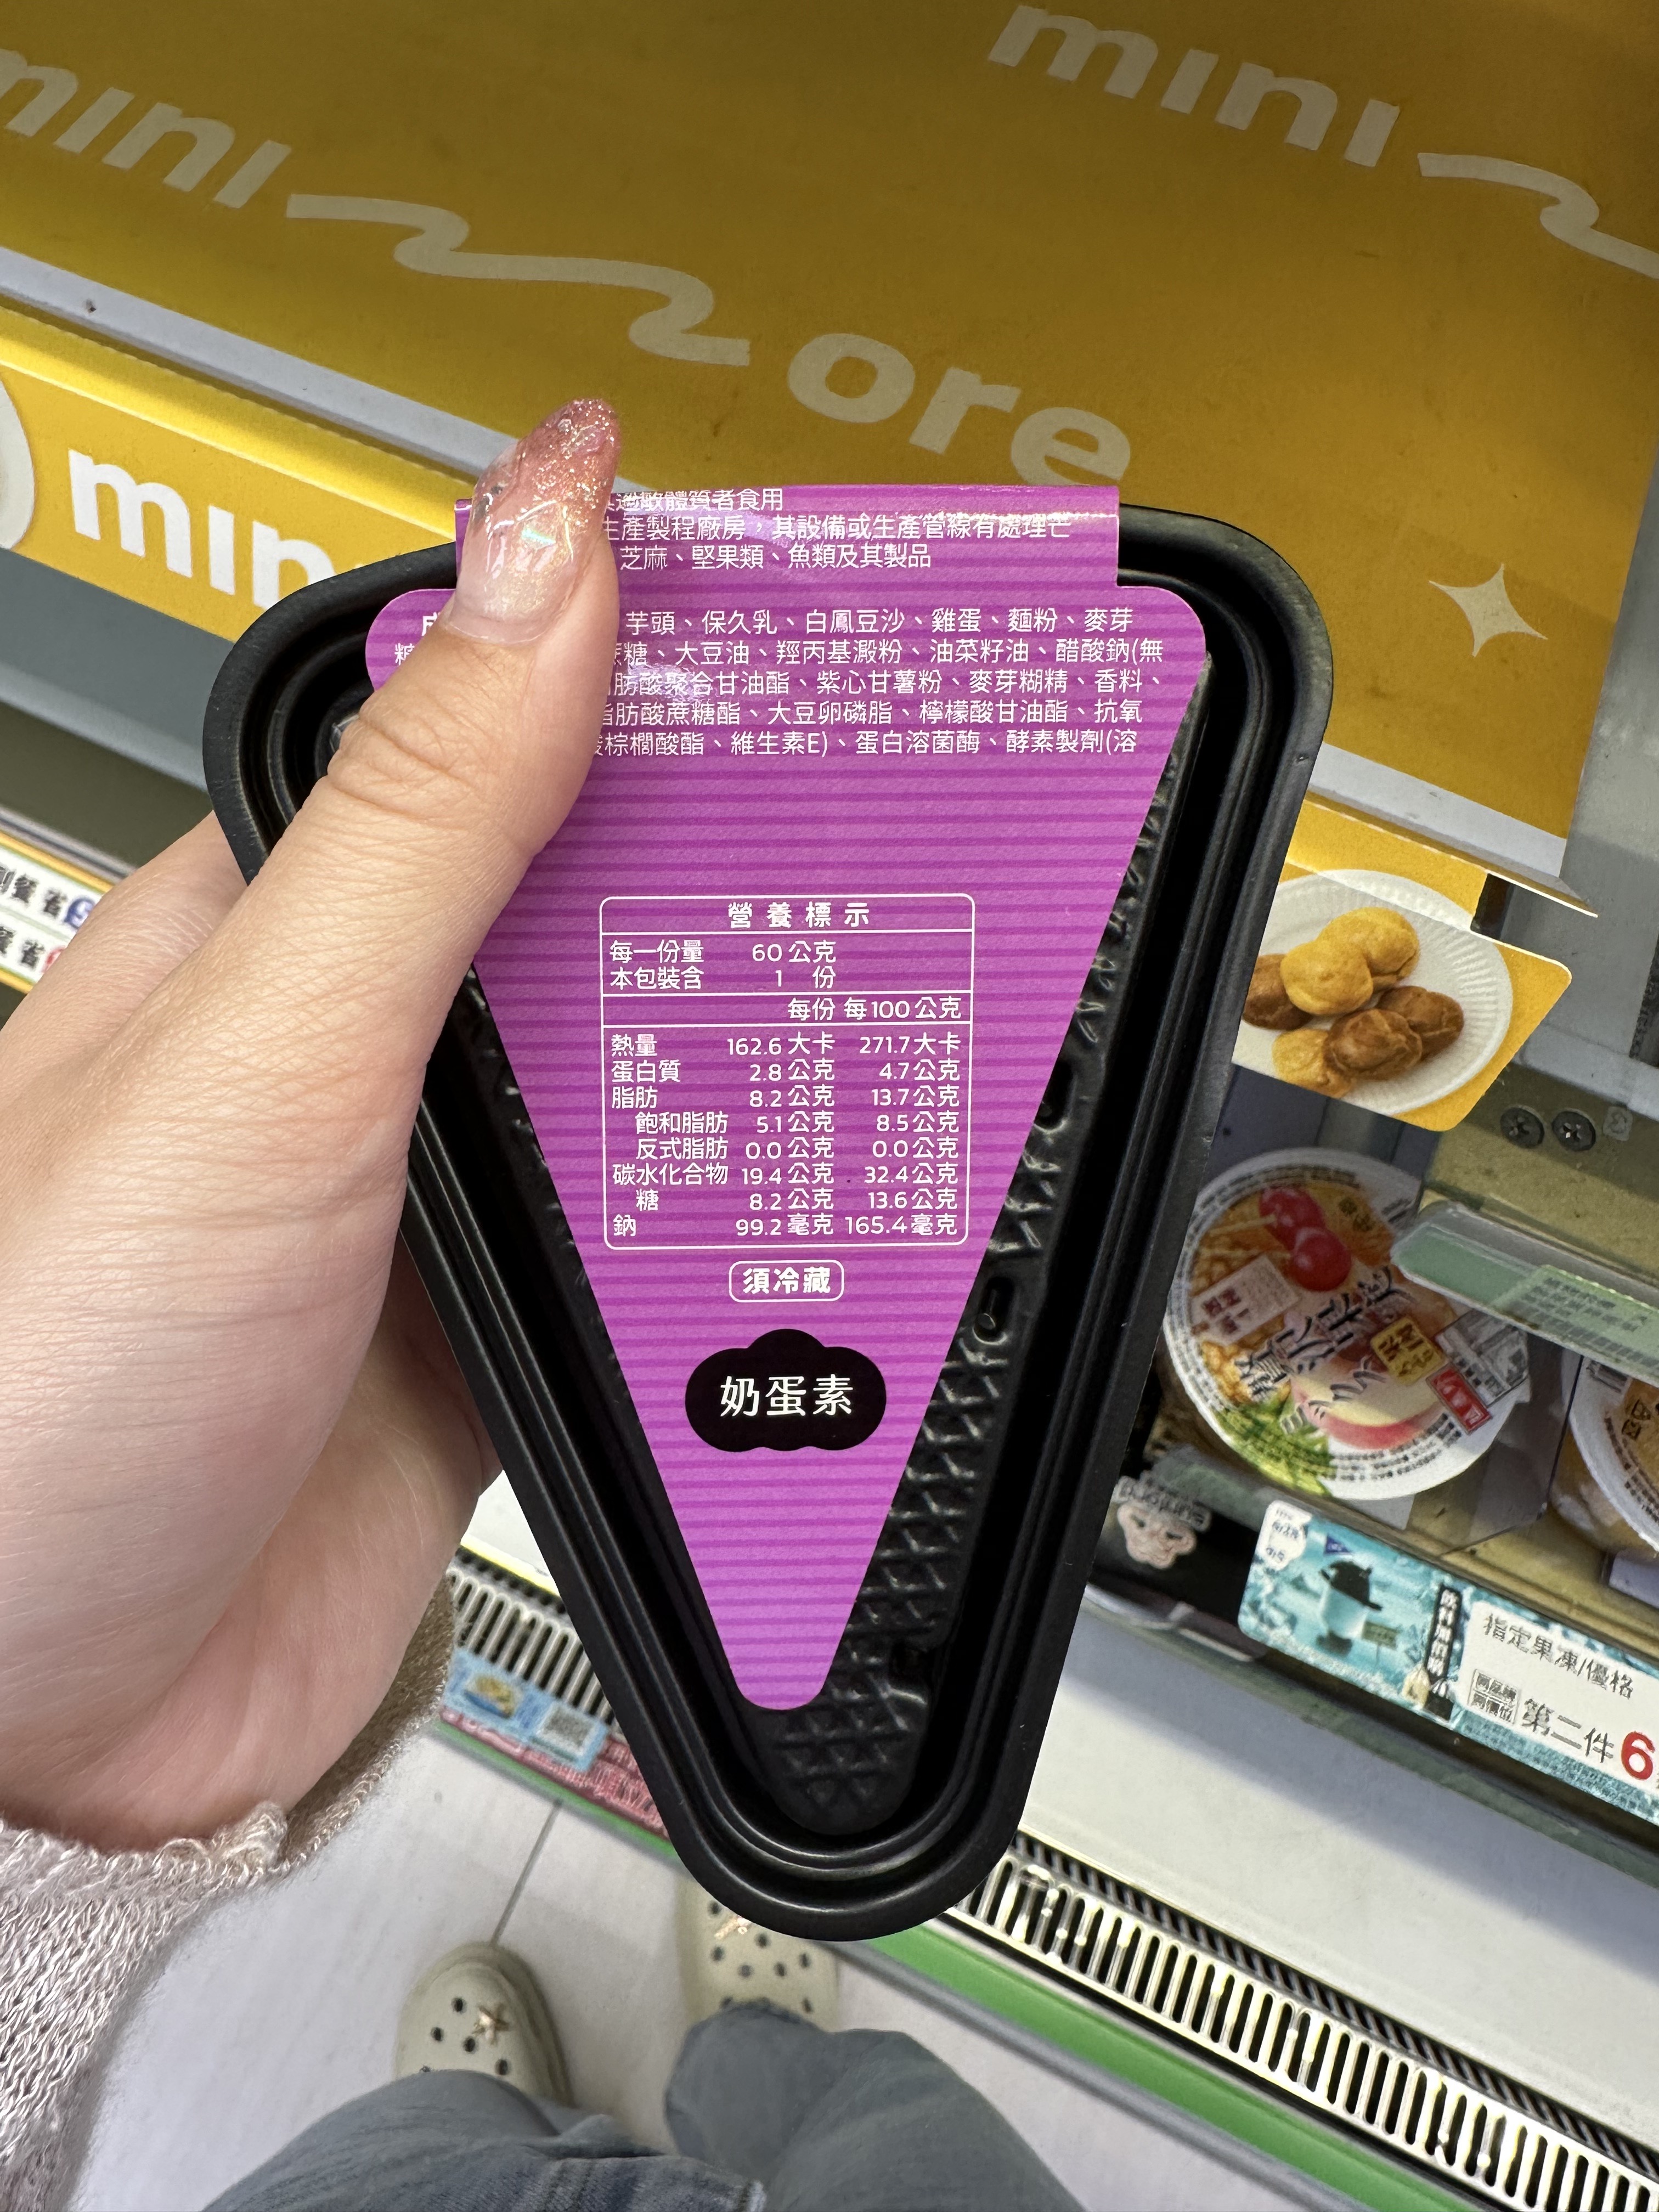 mini
mini
ore
min
過敏體質者食用
生產製程廠房，其設備或生產管線有處理芒
芝麻、堅果類、魚類及其製品
芋頭、保久乳、白鳳豆沙、雞蛋、麵粉、麥芽
糖、大豆油、羥丙基澱粉、油菜籽油、醋酸鈉(無
肪酸聚合甘油酯、紫心甘薯粉、麥芽糊精、香料、
脂肪酸蔗糖酯、大豆卵磷脂、檸檬酸甘油酯、抗氧
棕櫚酸酯、維生素E)、蛋白溶菌酶、酵素製劑(溶
營養標示
每一份量 60 公克
本包裝含 1 份
每份 每100公克
熱量 162.6 大卡 271.7大卡
蛋白質 2.8 公克 4.7公克
脂肪 8.2 公克 13.7公克
飽和脂肪 5.1 公克 8.5公克
反式脂肪 0.0 公克 0.0公克
碳水化合物 19.4 公克 32.4公克
糖 8.2 公克 13.6公克
鈉 99.2 毫克 165.4毫克
須冷藏
奶蛋素
指定果凍/優格
第二件6